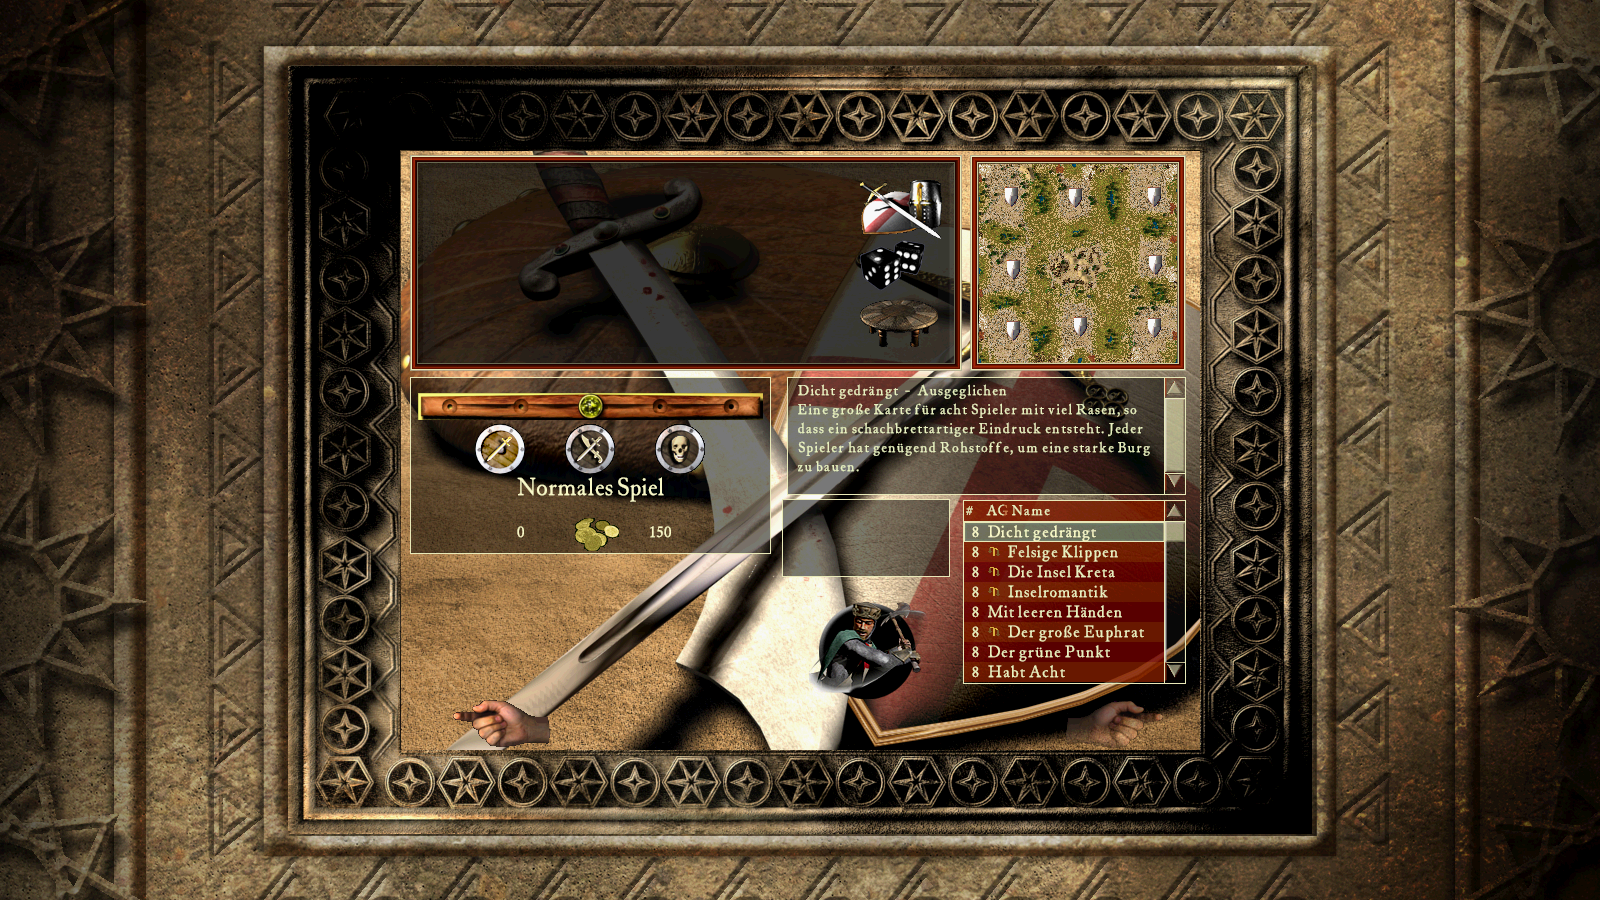 Dicht gedrängt - Ausgeglichen
Eine große Karte für acht Spieler mit viel Rasen, so
dass ein schachbrettartiger Eindruck entsteht. Jeder
Spieler hat genügend Rohstoffe, um eine starke Burg
zu bauen.
Normales Spiel
0 150
# AG Name
8 Dicht gedrängt
8 Felsige Klippen
8 Die Insel Kreta
8 Inselromantik
8 Mit leeren Händen
8 Der große Euphrat
8 Der grüne Punkt
8 Habt Acht